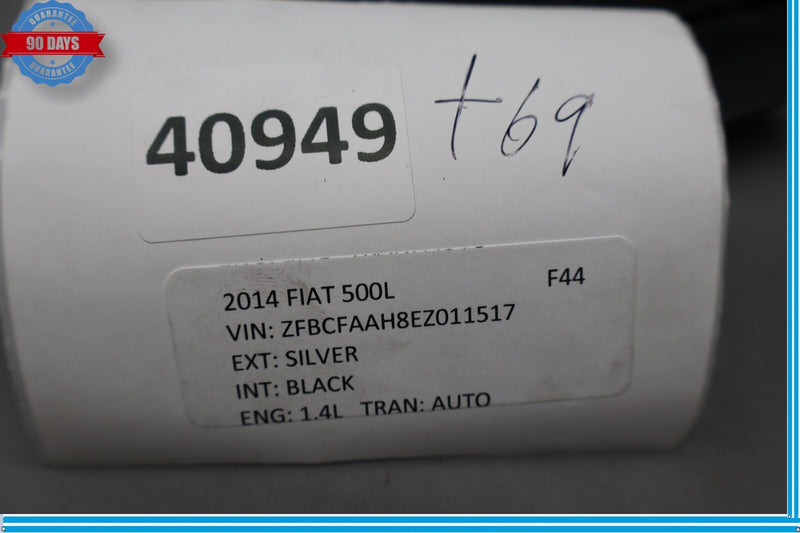 GUARANTEE
90 DAYS
GUARANTEE
40949
t69
2014 FIAT 500L F44
VIN: ZFBCFAAH8EZ011517
EXT: SILVER
INT: BLACK
ENG: 1.4L TRAN: AUTO